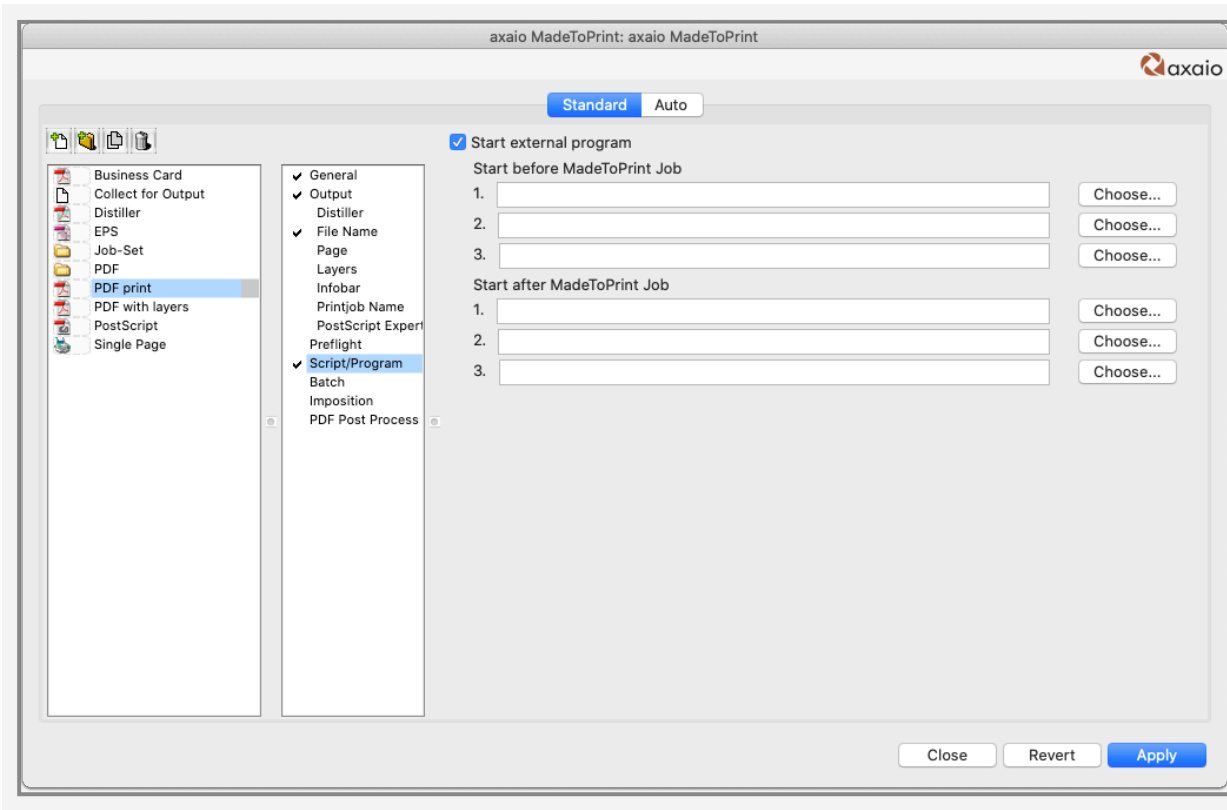 axaio MadeToPrint: axaio MadeToPrint
axaio
Standard Auto
Business Card
Collect for Output
Distiller
EPS
Job-Set
PDF
PDF print
PDF with layers
PostScript
Single Page
General
Output
Distiller
File Name
Page
Layers
Infobar
Printjob Name
PostScript Expert
Preflight
Script/Program
Batch
Imposition
PDF Post Process
Start external program
Start before MadeToPrint Job
1. Choose...
2. Choose...
3. Choose...
Start after MadeToPrint Job
1. Choose...
2. Choose...
3. Choose...
Close Revert Apply